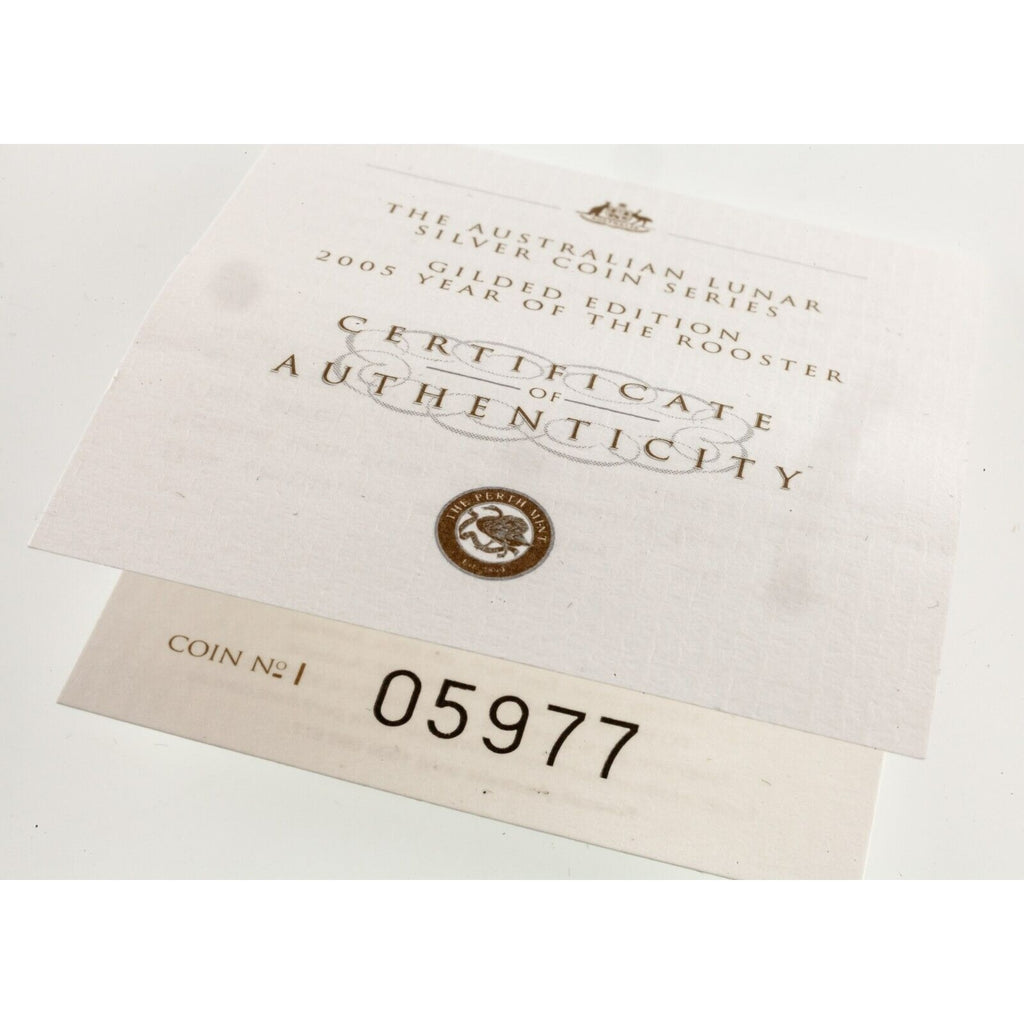 THE AUSTRALIAN LUNAR
SILVER COIN SERIES
GILDED EDITION
2005 YEAR OF THE ROOSTER
CERTIFICATE
OF
AUTHENTICITY
THE PERTH MINT
COIN Nº 1
05977